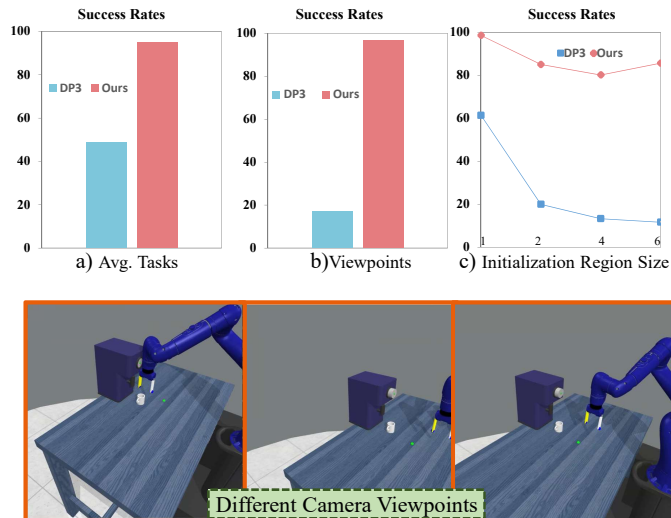 Success Rates
100
80
60
40
20
0
DP3 Ours
a) Avg. Tasks
Success Rates
100
80
60
40
20
0
DP3 Ours
b)Viewpoints
Success Rates
100
80
60
40
20
0
DP3 Ours
1 2 4 6
c) Initialization Region Size
Different Camera Viewpoints